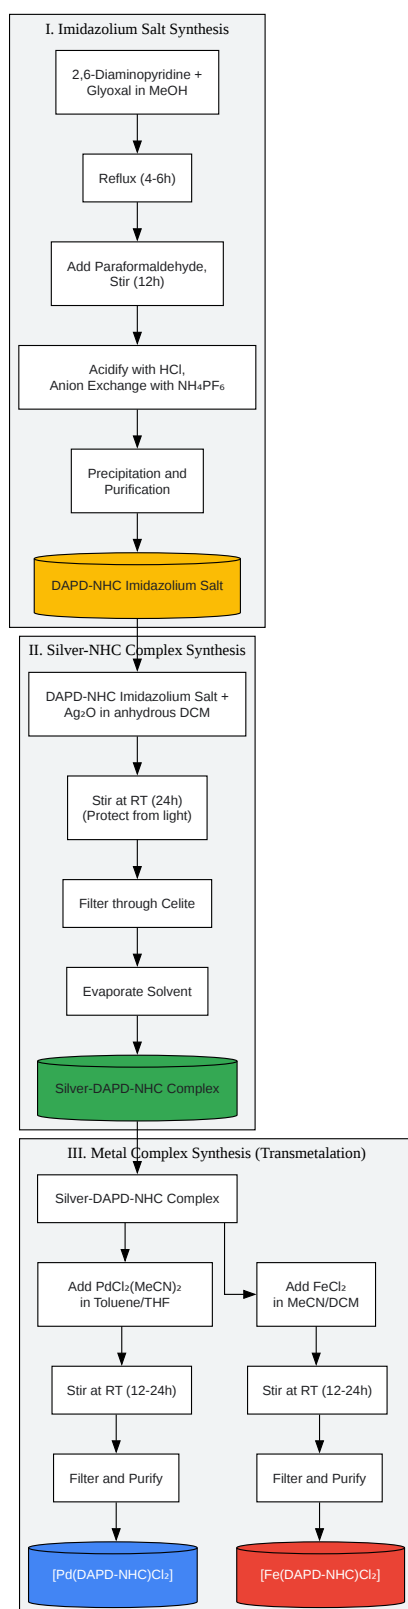 I. Imidazolium Salt Synthesis
2,6-Diaminopyridine +
Glyoxal in MeOH
Reflux (4-6h)
Add Paraformaldehyde,
Stir (12h)
Acidify with HCl,
Anion Exchange with NH₄PF₆
Precipitation and
Purification
DAPD-NHC Imidazolium Salt
II. Silver-NHC Complex Synthesis
DAPD-NHC Imidazolium Salt +
Ag₂O in anhydrous DCM
Stir at RT (24h)
(Protect from light)
Filter through Celite
Evaporate Solvent
Silver-DAPD-NHC Complex
III. Metal Complex Synthesis (Transmetalation)
Silver-DAPD-NHC Complex
Add PdCl₂(MeCN)₂
in Toluene/THF
Stir at RT (12-24h)
Filter and Purify
[Pd(DAPD-NHC)Cl₂]
Add FeCl₂
in MeCN/DCM
Stir at RT (12-24h)
Filter and Purify
[Fe(DAPD-NHC)Cl₂]